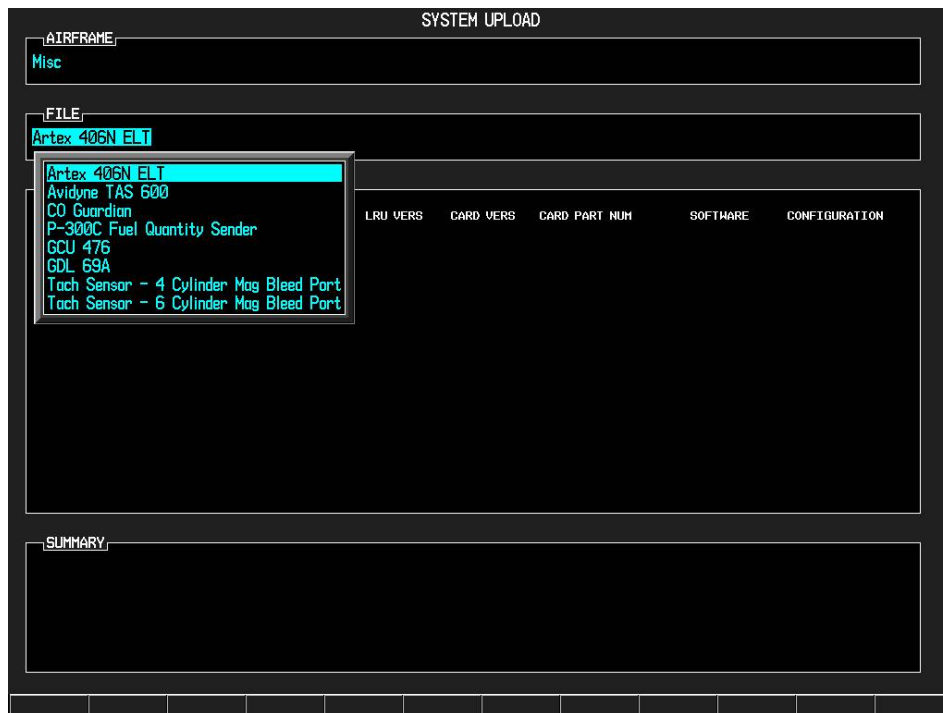 SYSTEM UPLOAD
AIRFRAME
Misc
FILE
Artex 406N ELT
Artex 406N ELT
Avidyne TAS 600
CO Guardian
P-300C Fuel Quantity Sender
GCU 476
GDL 69A
Tach Sensor - 4 Cylinder Mag Bleed Port
Tach Sensor - 6 Cylinder Mag Bleed Port
LRU VERS CARD VERS CARD PART NUM SOFTWARE CONFIGURATION
SUMMARY